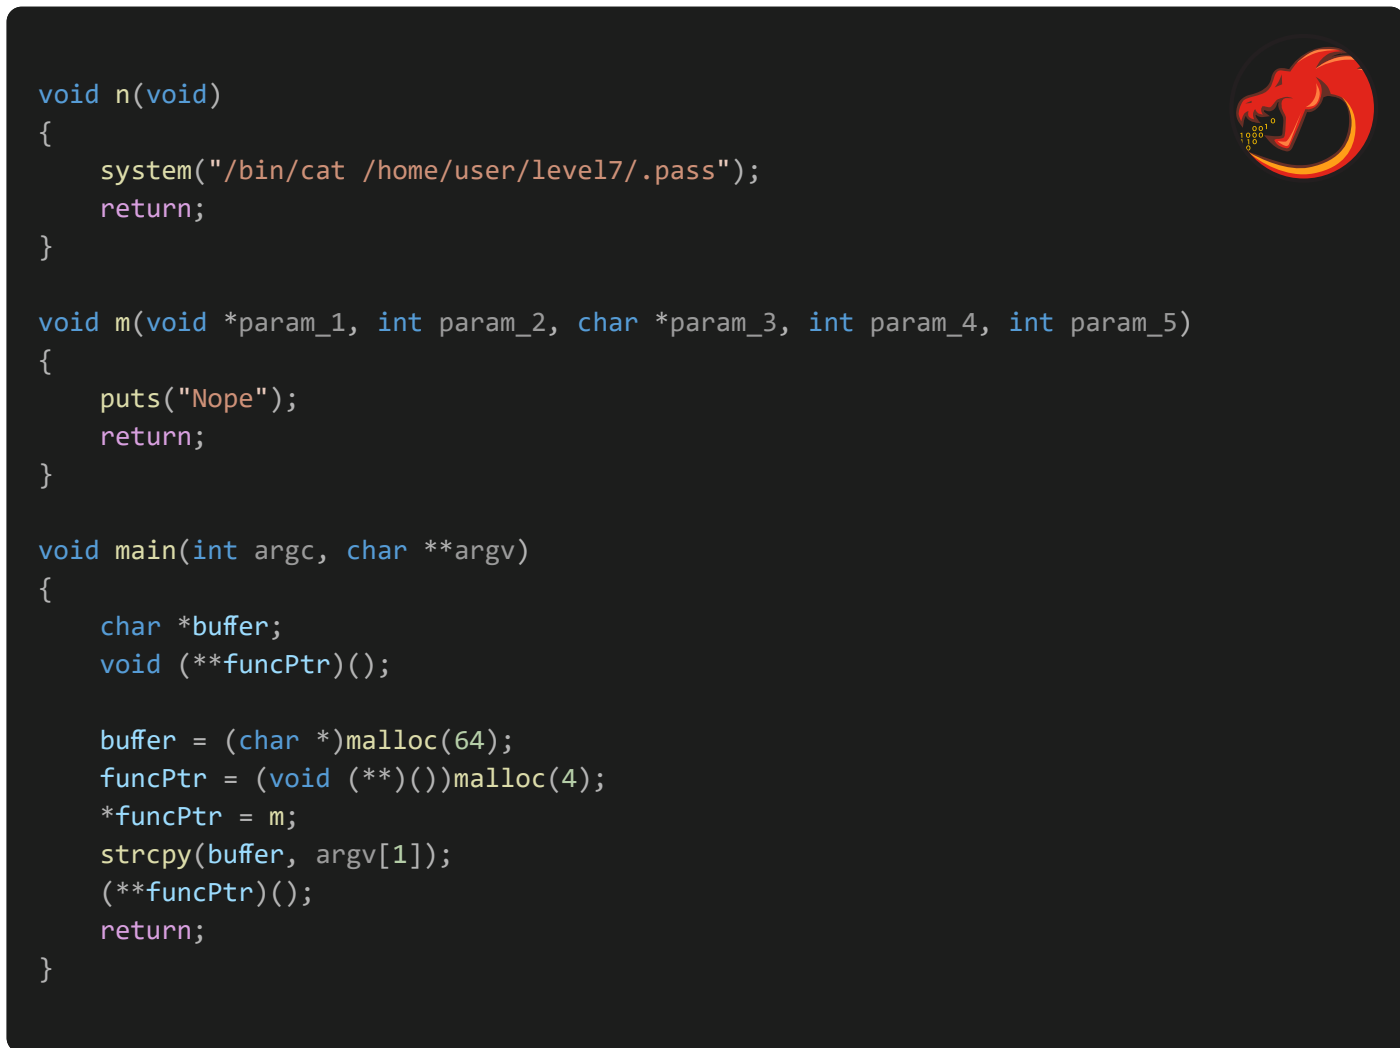 void n(void)
{
    system("/bin/cat /home/user/level7/.pass");
    return;
}

void m(void *param_1, int param_2, char *param_3, int param_4, int param_5)
{
    puts("Nope");
    return;
}

void main(int argc, char **argv)
{
    char *buffer;
    void (**funcPtr)();

    buffer = (char *)malloc(64);
    funcPtr = (void (**)())malloc(4);
    *funcPtr = m;
    strcpy(buffer, argv[1]);
    (**funcPtr)();
    return;
}